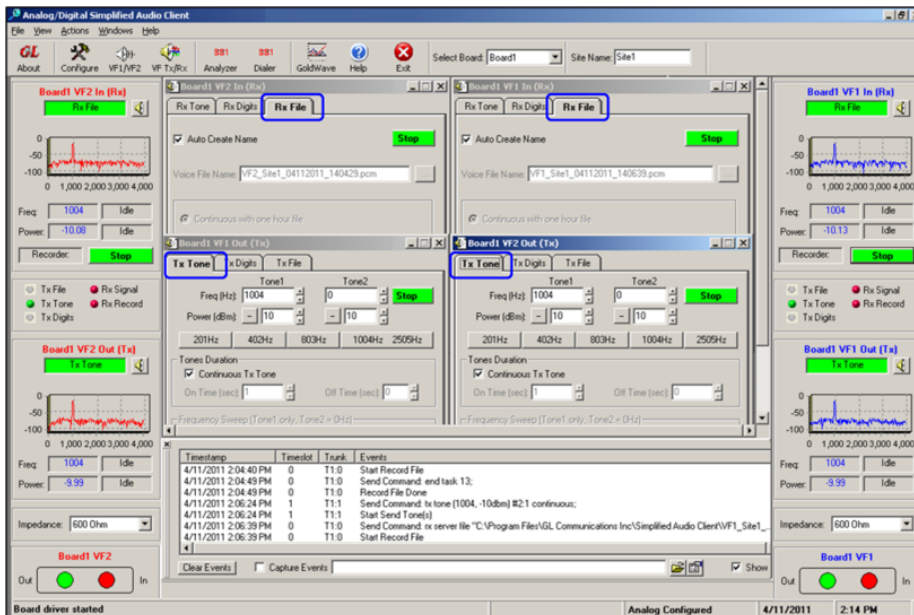 Analog/Digital Simplified Audio Client
File View Actions Windows Help
GL
About Configure VF1/VF2 VF Tx/Rx Analyzer Dialer GoldWave Help Exit Select Board: Board1 Site Name: Site1
Board1 VF2 In (Rx)
Rx File
0
-50
-100
0 1,000 2,000 3,000 4,000
Freq: 1004 Idle
Power: -10.08 Idle
Recorder: Stop
Tx File Rx Signal
Tx Tone Rx Record
Tx Digits
Board1 VF2 Out (Tx)
Tx Tone
0
-50
-100
0 1,000 2,000 3,000 4,000
Freq: 1004 Idle
Power: -9.99 Idle
Impedance: 600 Ohm
Board1 VF2
Out In
Board1 VF2 In (Rx)
Rx Tone Rx Digits Rx File
Auto Create Name Stop
Voice File Name: VF2_Site1_04112011_140429.pcm ...
Continuous with one hour file
Board1 VF1 In (Rx)
Rx Tone Rx Digits Rx File
Auto Create Name Stop
Voice File Name: VF1_Site1_04112011_140639.pcm ...
Continuous with one hour file
Board1 VF1 Out (Tx)
Tx Tone x Digits Tx File
Tone1 Tone2
Freq (Hz): 1004 0 Stop
Power (dBm): - 10 - 10
201Hz 402Hz 803Hz 1004Hz 2505Hz
Tones Duration
Continuous Tx Tone
On Time (sec): 1 Off Time (sec): 0
Frequency Sweep (Tone1 only, Tone2 = 0Hz)
Board1 VF2 Out (Tx)
Tx Tone x Digits Tx File
Tone1 Tone2
Freq (Hz): 1004 0 Stop
Power (dBm): - 10 - 10
201Hz 402Hz 803Hz 1004Hz 2505Hz
Tones Duration
Continuous Tx Tone
On Time (sec): 1 Off Time (sec): 0
Frequency Sweep (Tone1 only, Tone2 = 0Hz)
Timestamp Timeslot Trunk Events
4/11/2011 2:04:40 PM 0 T1:0 Start Record File
4/11/2011 2:04:49 PM 0 T1:0 Send Command: end task 13;
4/11/2011 2:04:49 PM 0 T1:0 Record File Done
4/11/2011 2:06:24 PM 1 T1:1 Send Command: tx tone (1004, -10dbm) #2:1 continuous;
4/11/2011 2:06:24 PM 1 T1:1 Start Send Tone(s)
4/11/2011 2:06:39 PM 0 T1:0 Send Command: rx server file "C:\Program Files\GL Communications Inc\Simplified Audio Client\VF1_Site1_...
4/11/2011 2:06:39 PM 0 T1:0 Start Record File
Clear Events Capture Events Show
Board1 VF1 In (Rx)
Rx File
0
-50
-100
0 1,000 2,000 3,000 4,000
Freq: 1004 Idle
Power: -10.13 Idle
Recorder: Stop
Tx File Rx Signal
Tx Tone Rx Record
Tx Digits
Board1 VF1 Out (Tx)
Tx Tone
0
-50
-100
0 1,000 2,000 3,000 4,000
Freq: 1004 Idle
Power: -9.99 Idle
Impedance: 600 Ohm
Board1 VF1
Out In
Board driver started Analog Configured 4/11/2011 2:14 PM